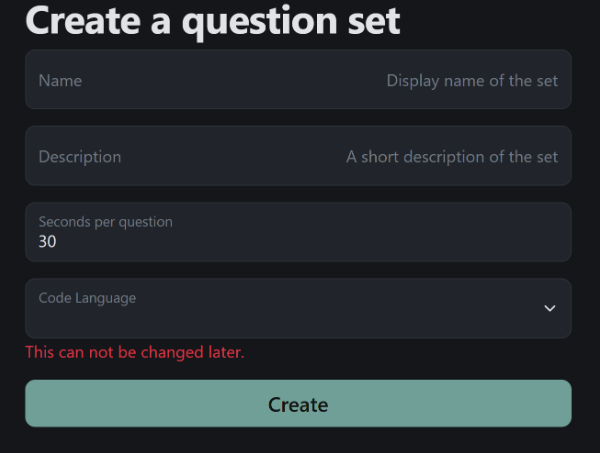 Create a question set
Name Display name of the set
Description A short description of the set
Seconds per question
30
Code Language
This can not be changed later.
Create